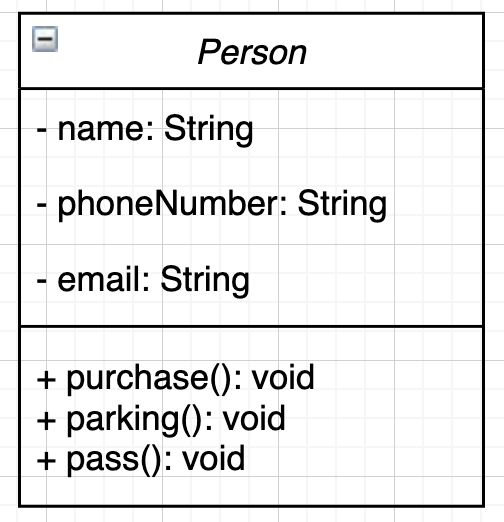 Person
- name: String
- phoneNumber: String
- email: String
+ purchase(): void
+ parking(): void
+ pass(): void